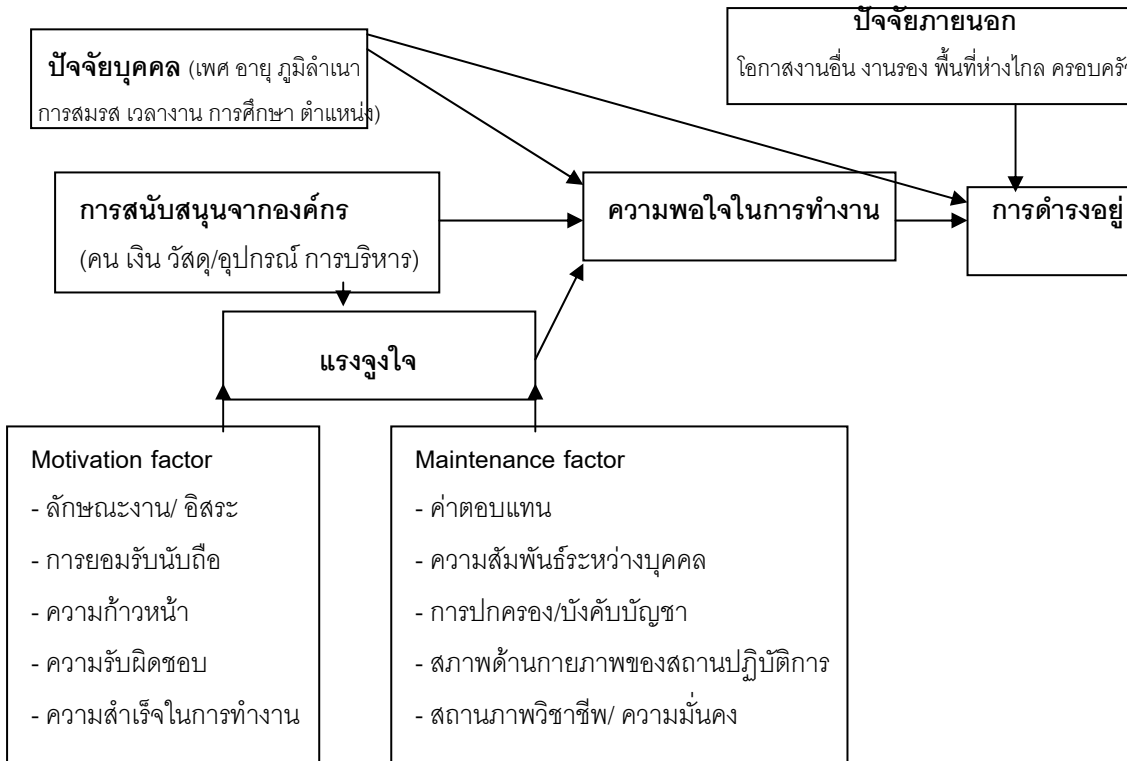 ปัจจัยบุคคล (เพศ อายุ ภูมิลำเนา
การสมรส เวลางาน การศึกษา ตำแหน่ง)
ปัจจัยภายนอก
โอกาสงานอื่น งานรอง พื้นที่ห่างไกล
การสนับสนุนจากองค์กร
(คน เงิน วัสดุ/อุปกรณ์ การบริหาร)
ความพอใจในการทำงาน
การดำรงอยู่
แรงจูงใจ
Motivation factor
- ลักษณะงาน/ อิสระ
- การยอมรับนับถือ
- ความก้าวหน้า
- ความรับผิดชอบ
- ความสำเร็จในการทำงาน
Maintenance factor
- ค่าตอบแทน
- ความสัมพันธ์ระหว่างบุคคล
- การปกครอง/บังคับบัญชา
- สภาพด้านกายภาพของสถานปฏิบัติการ
- สถานภาพวิชาชีพ/ ความมั่นคง